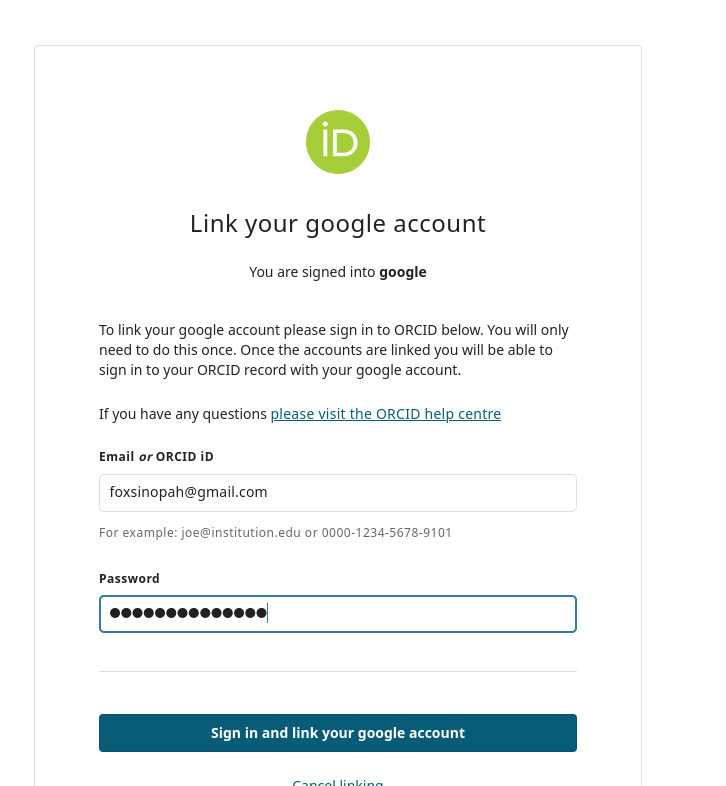 iD
Link your google account
You are signed into google
To link your google account please sign in to ORCID below. You will only
need to do this once. Once the accounts are linked you will be able to
sign in to your ORCID record with your google account.
If you have any questions please visit the ORCID help centre
Email or ORCID iD
foxsinopah@gmail.com
For example: joe@institution.edu or 0000-1234-5678-9101
Password
●●●●●●●●●●●●●●
Sign in and link your google account
Cancel linking